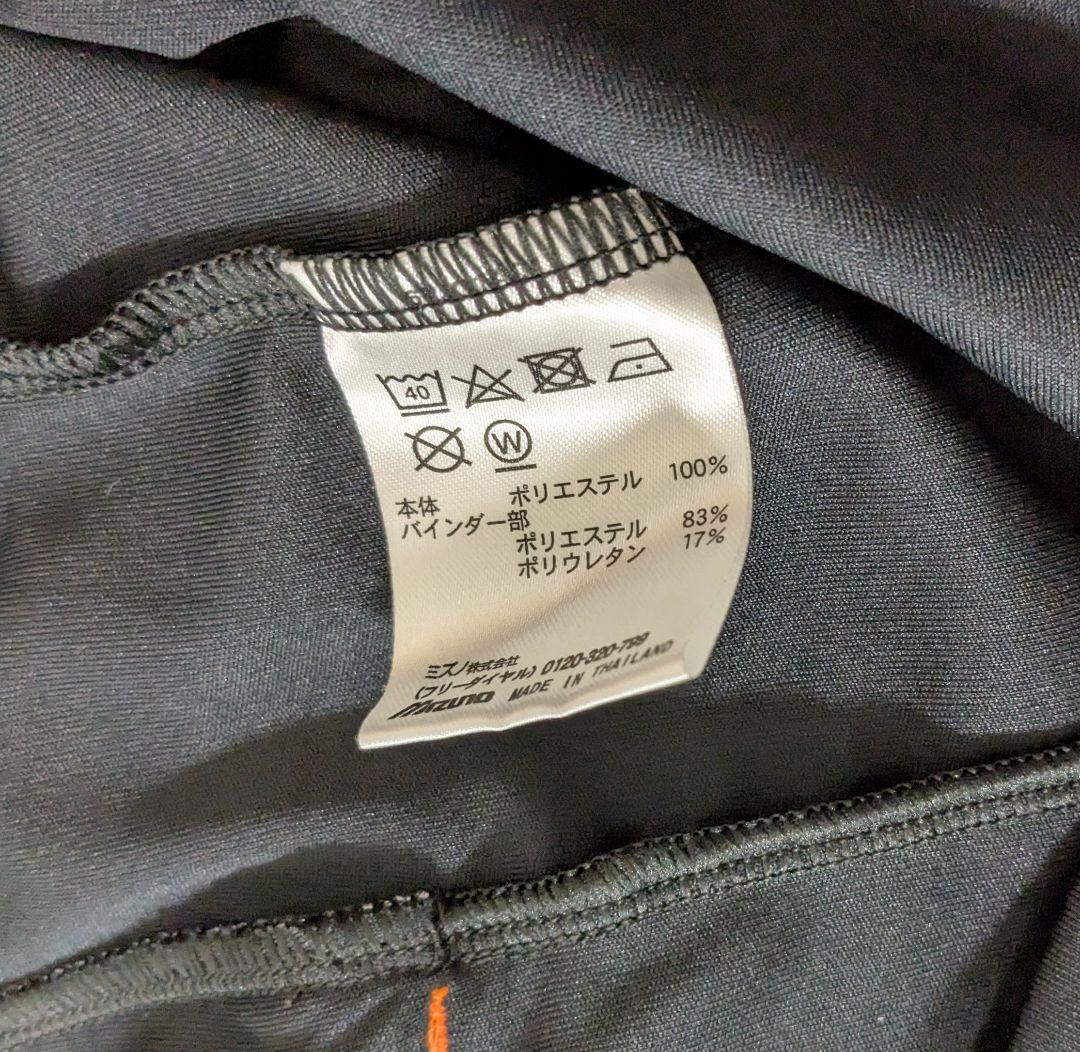 40
W
本体 ポリエステル 100%
バインダー部
ポリエステル 83%
ポリウレタン 17%
ミズノ株式会社
(フリーダイヤル) 0120-320-799
MIZUNO MADE IN THAILAND